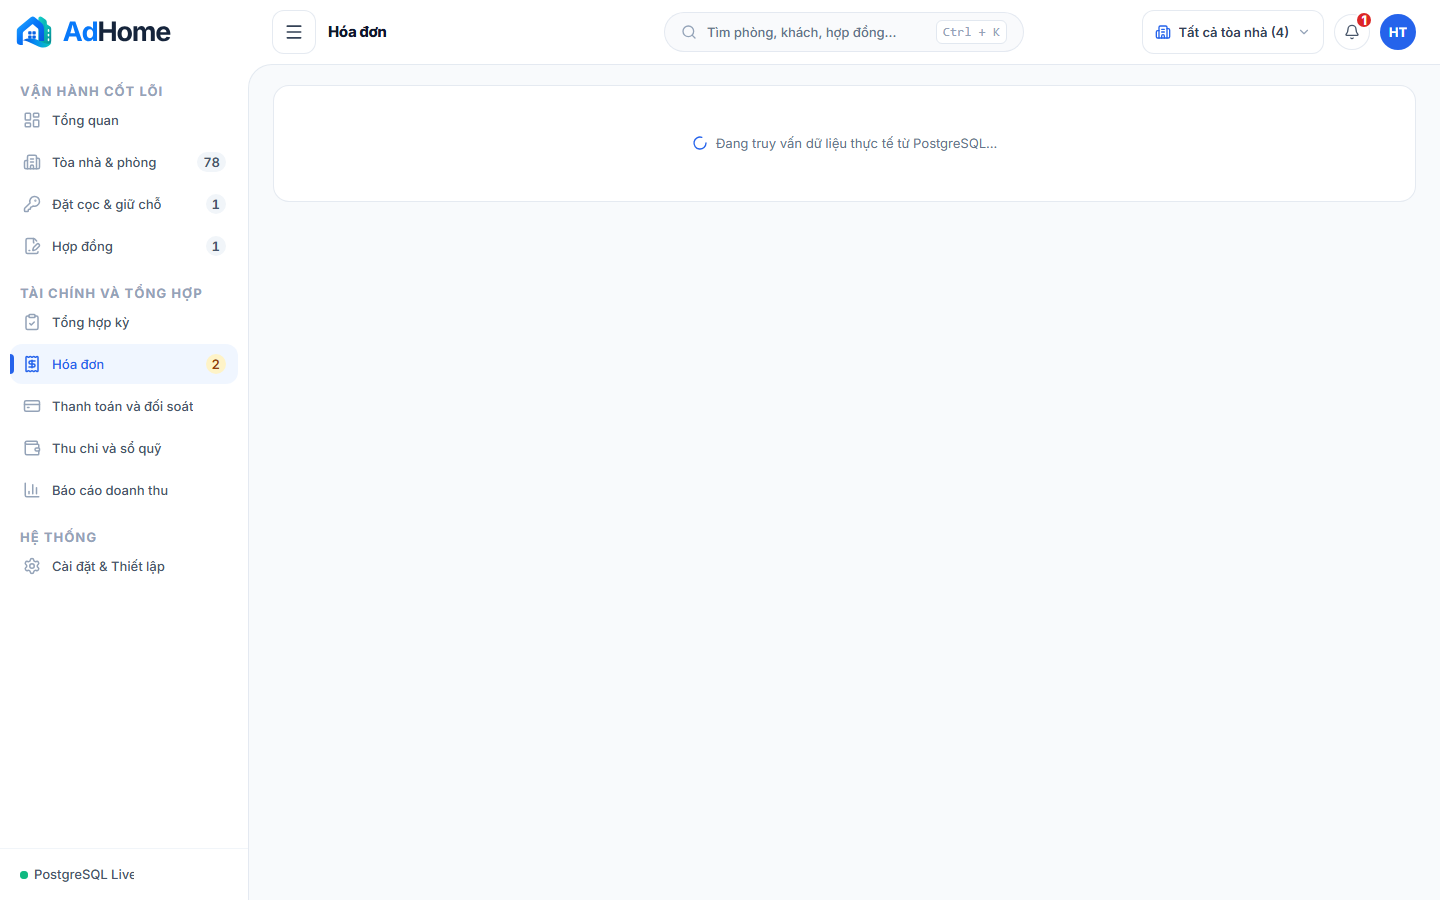 AdHome
Hóa đơn
Tìm phòng, khách, hợp đồng...
Ctrl + K
Tất cả tòa nhà (4)
1
HT
VẬN HÀNH CỐT LÕI
Tổng quan
Tòa nhà & phòng 78
Đặt cọc & giữ chỗ 1
Hợp đồng 1
TÀI CHÍNH VÀ TỔNG HỢP
Tổng hợp kỳ
Hóa đơn 2
Thanh toán và đối soát
Thu chi và sổ quỹ
Báo cáo doanh thu
HỆ THỐNG
Cài đặt & Thiết lập
PostgreSQL Live
Đang truy vấn dữ liệu thực tế từ PostgreSQL...